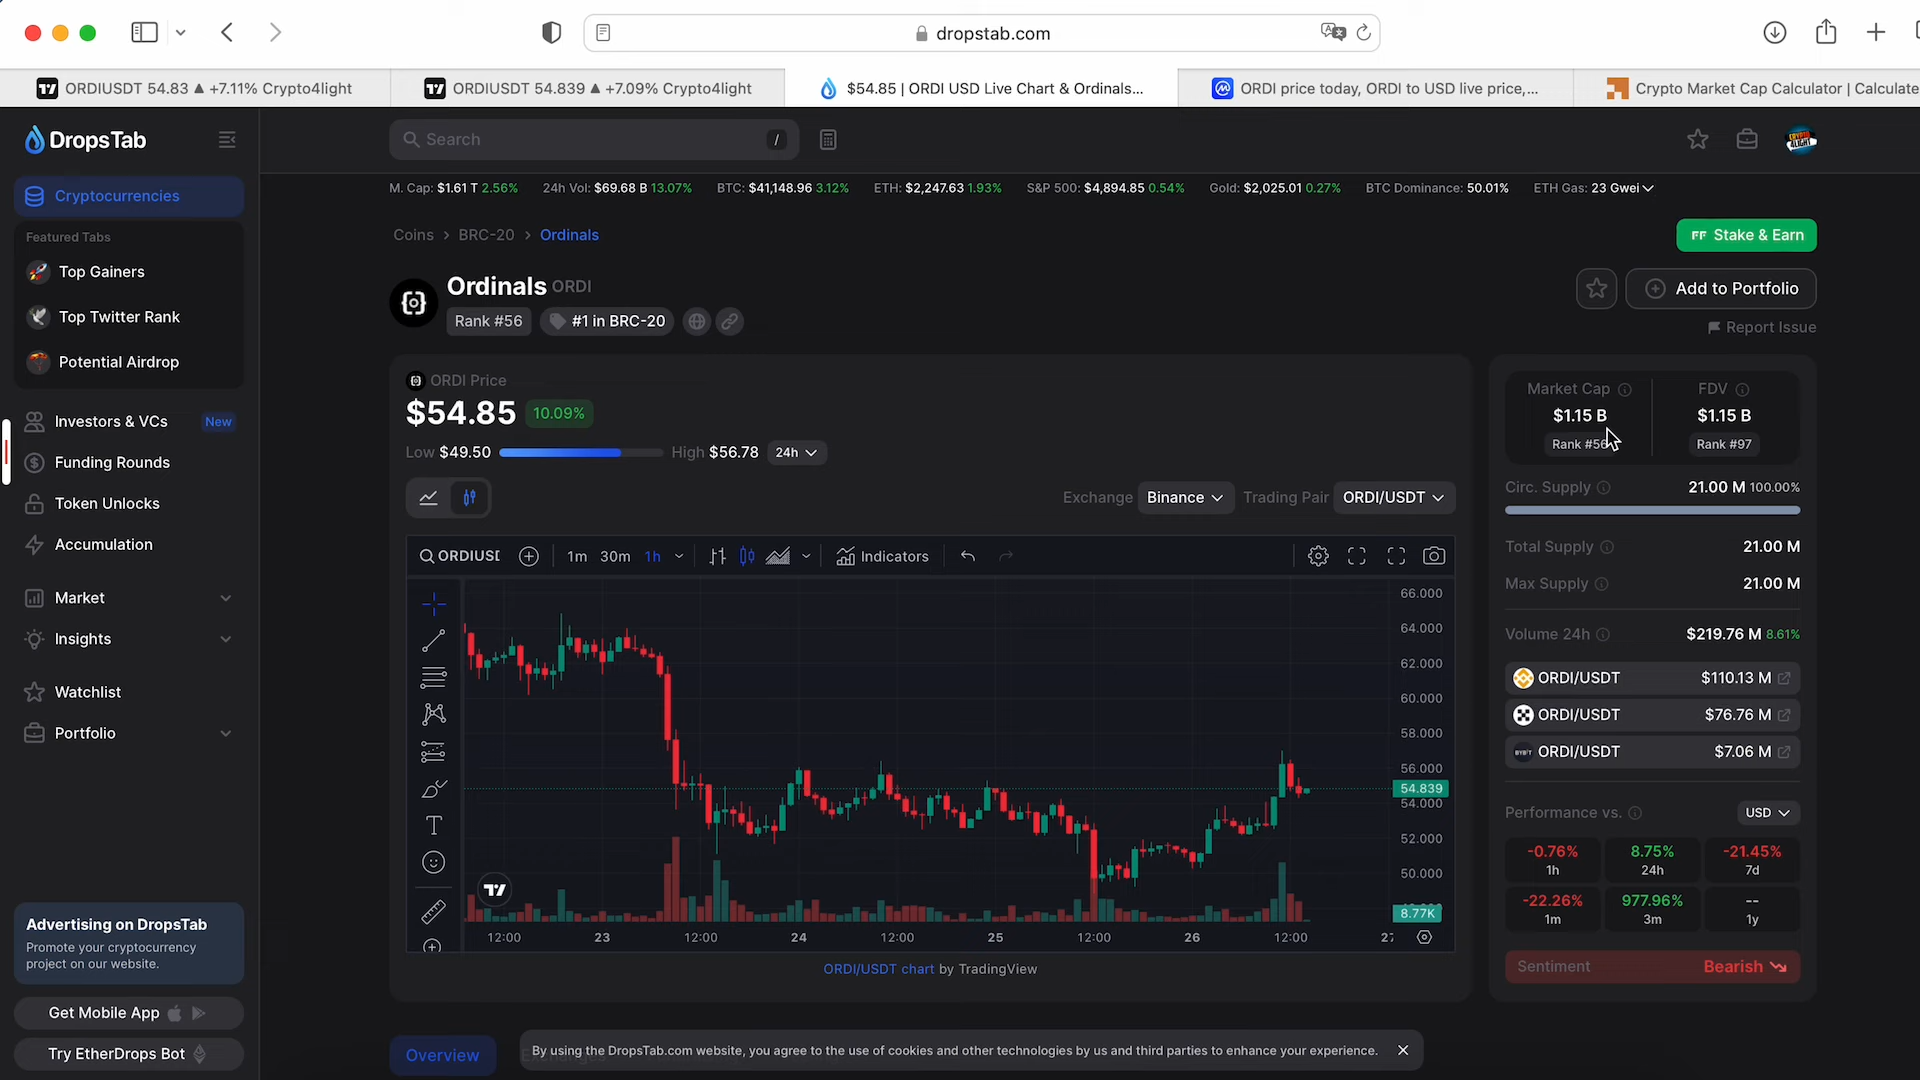 dropstab.com
ORDIUSDT 54.83 ▲ +7.11% Crypto4light
ORDIUSDT 54.839 ▲ +7.09% Crypto4light
$54.85 | ORDI USD Live Chart & Ordinals...
ORDI price today, ORDI to USD live price,...
Crypto Market Cap Calculator | Calculate
DropsTab
Search
/
M. Cap: $1.61 T 2.56%
24h Vol: $69.68 B 13.07%
BTC: $41,148.96 3.12%
ETH: $2,247.63 1.93%
S&P 500: $4,894.85 0.54%
Gold: $2,025.01 0.27%
BTC Dominance: 50.01%
ETH Gas: 23 Gwei
Cryptocurrencies
Featured Tabs
Top Gainers
Top Twitter Rank
Potential Airdrop
Investors & VCs New
Funding Rounds
Token Unlocks
Accumulation
Market
Insights
Watchlist
Portfolio
Advertising on DropsTab
Promote your cryptocurrency
project on our website.
Get Mobile App
Try EtherDrops Bot
Coins > BRC-20 > Ordinals
Stake & Earn
Ordinals ORDI
Rank #56
#1 in BRC-20
Add to Portfolio
Report Issue
ORDI Price
$54.85 10.09%
Low $49.50
High $56.78
24h
Exchange Binance
Trading Pair ORDI/USDT
ORDIUSD
1m 30m 1h
Indicators
66.000
64.000
62.000
60.000
58.000
56.000
54.839
54.000
52.000
50.000
8.77K
12:00 23 12:00 24 12:00 25 12:00 26 12:00 27
ORDI/USDT chart by TradingView
Market Cap
$1.15 B
Rank #56
FDV
$1.15 B
Rank #97
Circ. Supply 21.00 M 100.00%
Total Supply 21.00 M
Max Supply 21.00 M
Volume 24h $219.76 M 8.61%
ORDI/USDT $110.13 M
ORDI/USDT $76.76 M
BYBIT ORDI/USDT $7.06 M
Performance vs. USD
-0.76% 8.75% -21.45%
1h 24h 7d
-22.26% 977.96% --
1m 3m 1y
Sentiment Bearish
Overview
By using the DropsTab.com website, you agree to the use of cookies and other technologies by us and third parties to enhance your experience.